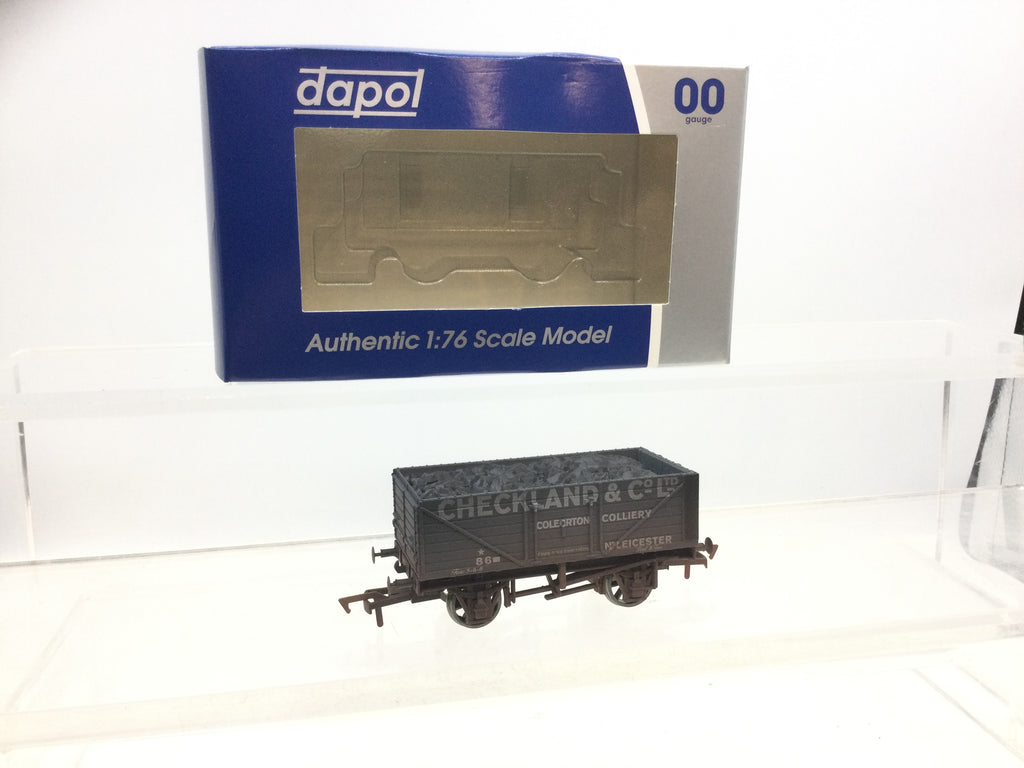 dapol
00
gauge
Authentic 1:76 Scale Model
CHECKLAND & Co LTD
COLEORTON COLLIERY
NR LEICESTER
* 86